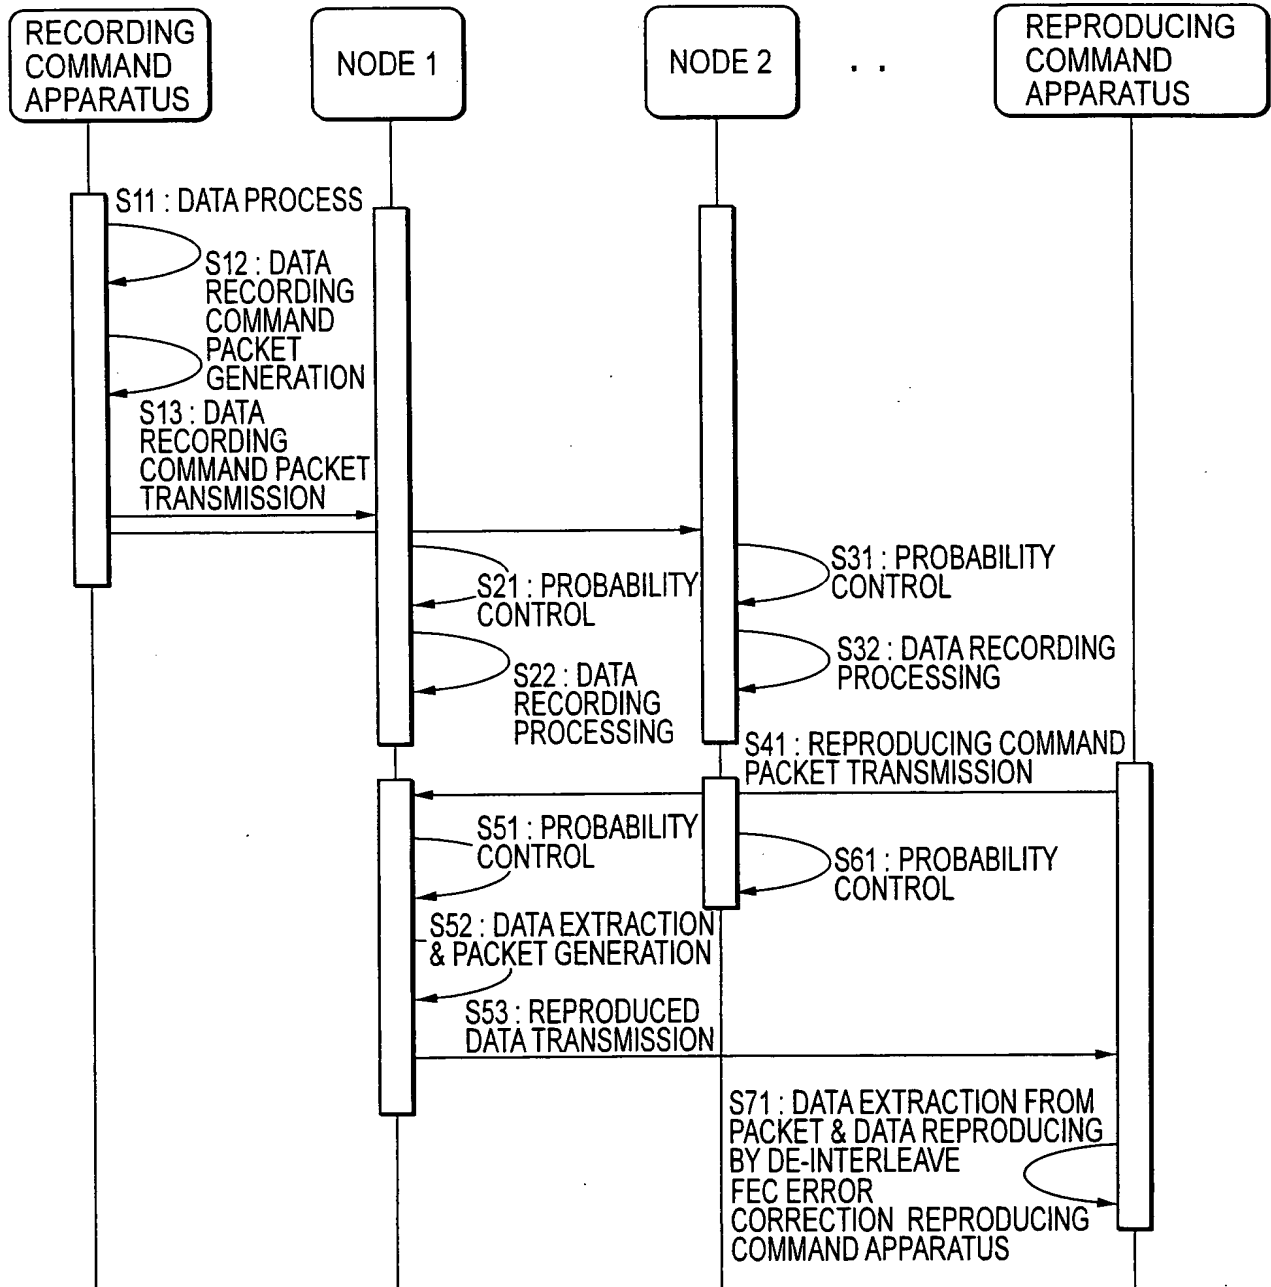 RECORDING
COMMAND
APPARATUS
NODE 1
NODE 2
. .
REPRODUCING
COMMAND
APPARATUS
S11 : DATA PROCESS
S12 : DATA
RECORDING
COMMAND
PACKET
GENERATION
S13 : DATA
RECORDING
COMMAND PACKET
TRANSMISSION
S21 : PROBABILITY
CONTROL
S31 : PROBABILITY
CONTROL
S22 : DATA
RECORDING
PROCESSING
S32 : DATA RECORDING
PROCESSING
S41 : REPRODUCING COMMAND
PACKET TRANSMISSION
S51 : PROBABILITY
CONTROL
S61 : PROBABILITY
CONTROL
S52 : DATA EXTRACTION
& PACKET GENERATION
S53 : REPRODUCED
DATA TRANSMISSION
S71 : DATA EXTRACTION FROM
PACKET & DATA REPRODUCING
BY DE-INTERLEAVE
FEC ERROR
CORRECTION REPRODUCING
COMMAND APPARATUS